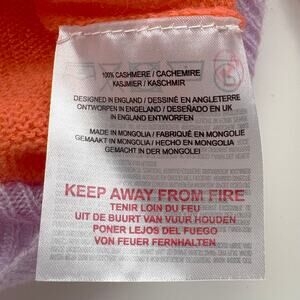 100% CASHMERE / CACHEMIRE
KASJMIER / KASCHMIR
DESIGNED IN ENGLAND / DESSINÉ EN ANGLETERRE
ONTWORPEN IN ENGLAND / DESEÑADO EN UK
IN ENGLAND ENTWORFEN
MADE IN MONGOLIA / FABRIQUÉ EN MONGOLIE
GEMAAKT IN MONGOLIË / HECHO EN MONGOLIA
GEMACHT IN DER MONGOLEI
KEEP AWAY FROM FIRE
TENIR LOIN DU FEU
UIT DE BUURT VAN VUUR HOUDEN
PONER LEJOS DEL FUEGO
VON FEUER FERNHALTEN